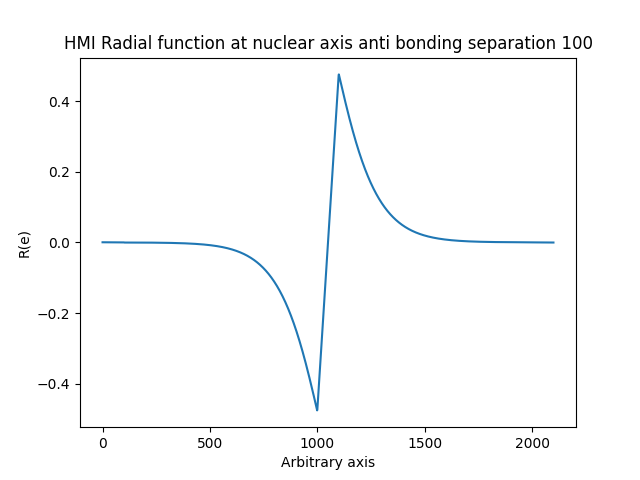 HMI Radial function at nuclear axis anti bonding separation 100
0.4
0.2
0.0
−0.2
−0.4
R(e)
0 500 1000 1500 2000
Arbitrary axis